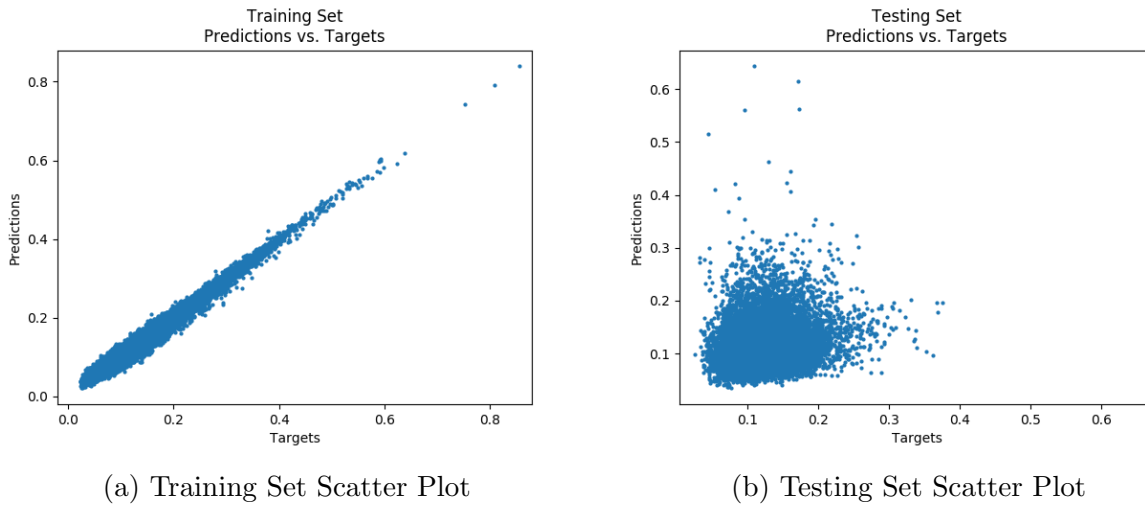 Training Set
Predictions vs. Targets
Predictions
0.8
0.6
0.4
0.2
0.0
0.0 0.2 0.4 0.6 0.8
Targets
(a) Training Set Scatter Plot
Testing Set
Predictions vs. Targets
Predictions
0.6
0.5
0.4
0.3
0.2
0.1
0.1 0.2 0.3 0.4 0.5 0.6
Targets
(b) Testing Set Scatter Plot